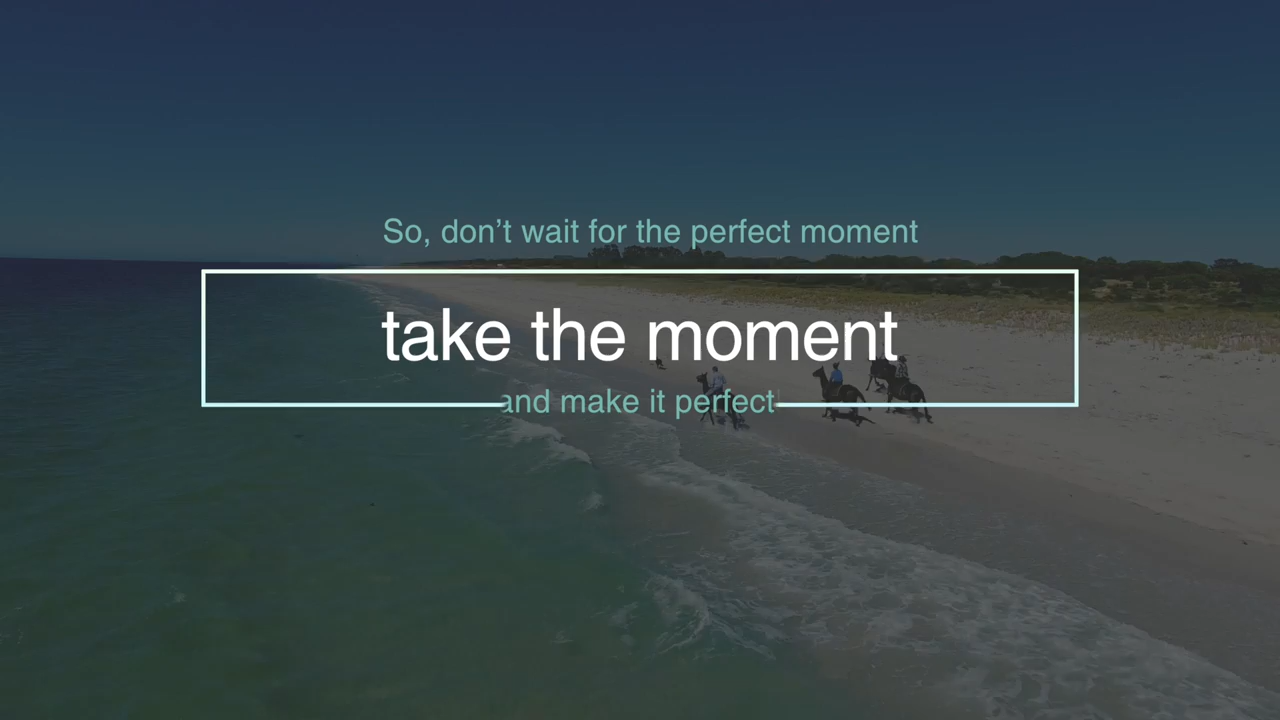 So, don’t wait for the perfect moment
take the moment
and make it perfect